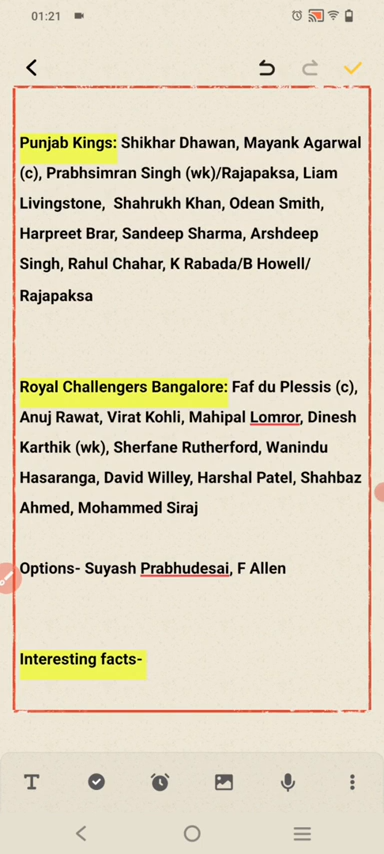 01:21
Punjab Kings: Shikhar Dhawan, Mayank Agarwal
(c), Prabhsimran Singh (wk)/Rajapaksa, Liam
Livingstone, Shahrukh Khan, Odean Smith,
Harpreet Brar, Sandeep Sharma, Arshdeep
Singh, Rahul Chahar, K Rabada/B Howell/
Rajapaksa
Royal Challengers Bangalore: Faf du Plessis (c),
Anuj Rawat, Virat Kohli, Mahipal Lomror, Dinesh
Karthik (wk), Sherfane Rutherford, Wanindu
Hasaranga, David Willey, Harshal Patel, Shahbaz
Ahmed, Mohammed Siraj
Options- Suyash Prabhudesai, F Allen
Interesting facts-
T